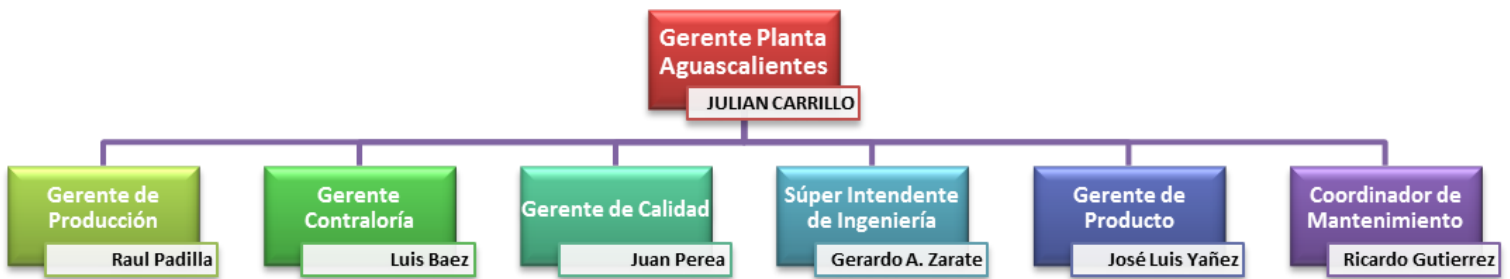 Gerente Planta
Aguascalientes
JULIAN CARRILLO
Gerente de
Producción
Raul Padilla
Gerente
Contraloría
Luis Baez
Gerente de Calidad
Juan Perea
Súper Intendente
de Ingeniería
Gerardo A. Zarate
Gerente de
Producto
José Luis Yañez
Coordinador de
Mantenimiento
Ricardo Gutierrez